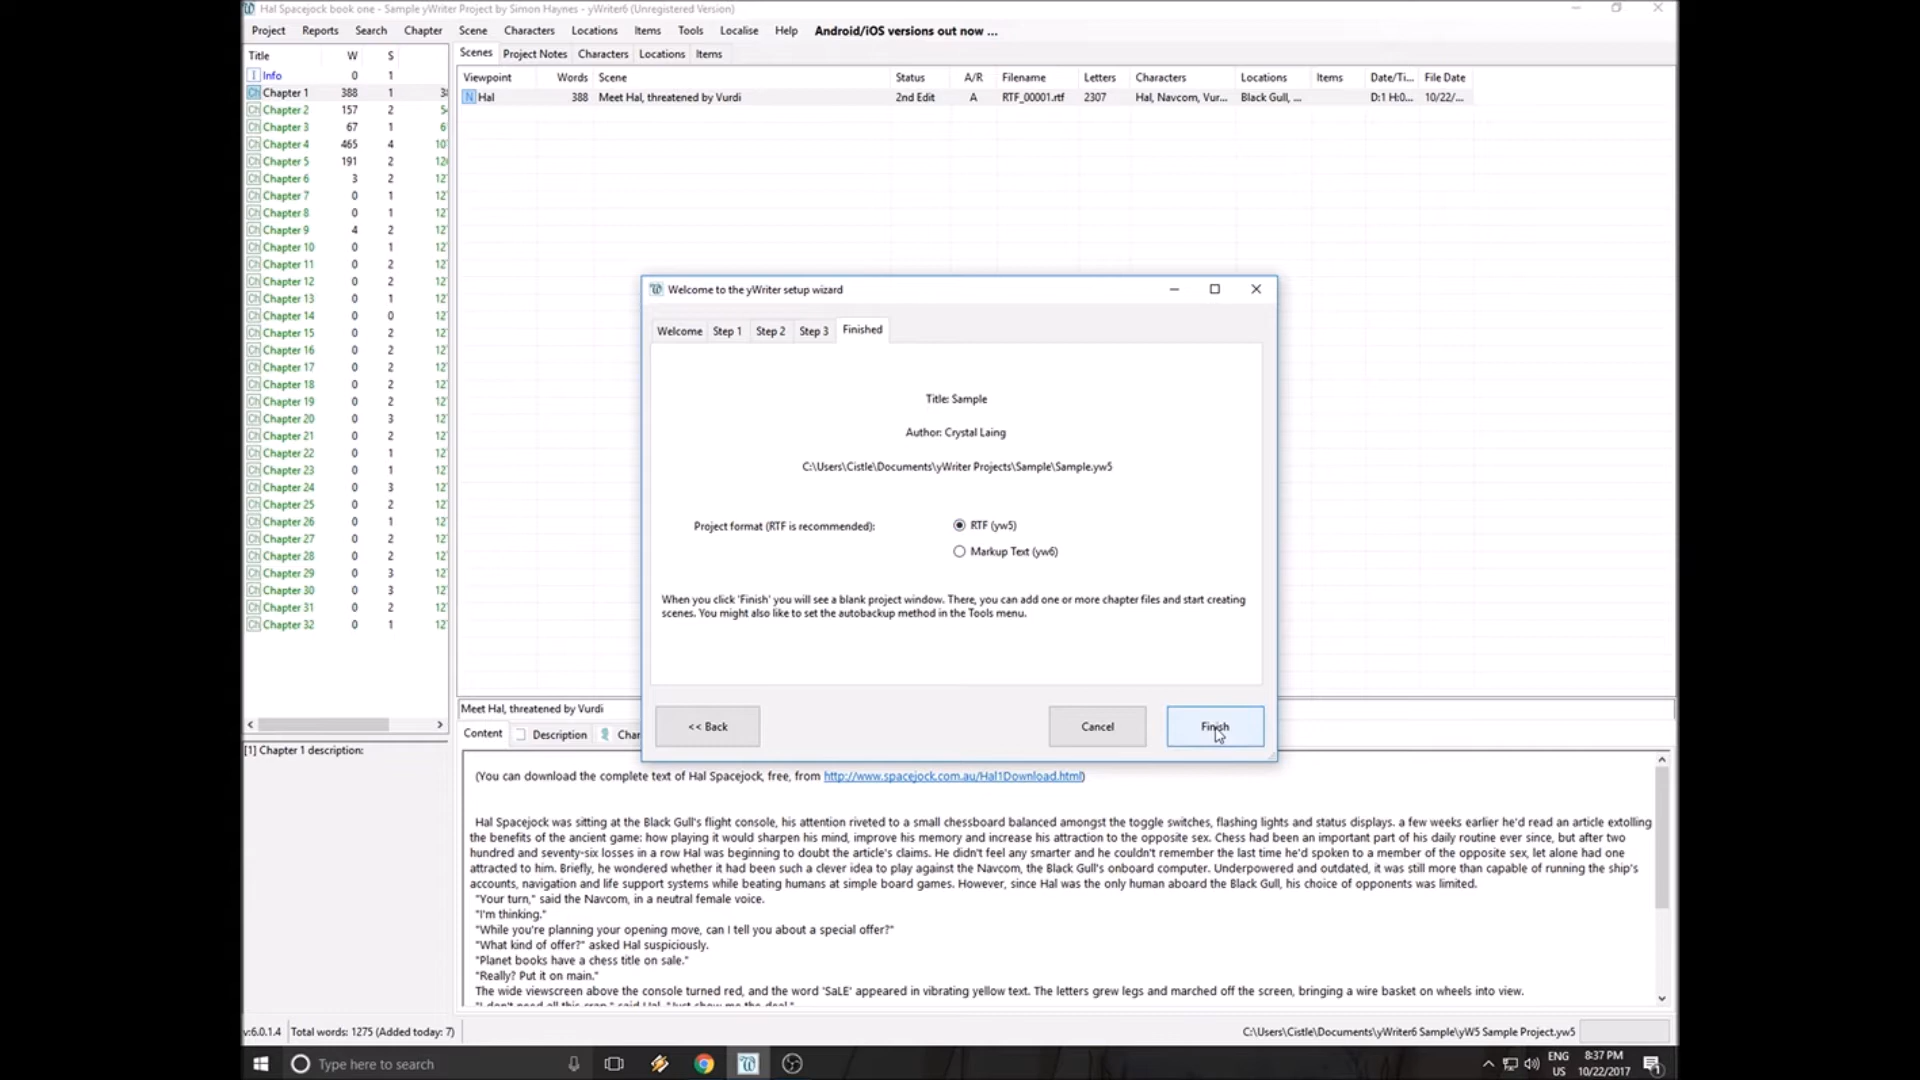 Hal Spacejock book one - Sample yWriter Project by Simon Haynes - yWriter6 (Unregistered Version)
Project Reports Search Chapter Scene Characters Locations Items Tools Localise Help Android/iOS versions out now ...
Title W S
Info 0 1
Chapter 1 388 1
Chapter 2 157 2
Chapter 3 67 1
Chapter 4 465 4
Chapter 5 191 2
Chapter 6 3 2
Chapter 7 0 1
Chapter 8 0 1
Chapter 9 4 2
Chapter 10 0 1
Chapter 11 0 2
Chapter 12 0 2
Chapter 13 0 1
Chapter 14 0 0
Chapter 15 0 2
Chapter 16 0 2
Chapter 17 0 2
Chapter 18 0 2
Chapter 19 0 2
Chapter 20 0 3
Chapter 21 0 2
Chapter 22 0 1
Chapter 23 0 1
Chapter 24 0 3
Chapter 25 0 2
Chapter 26 0 1
Chapter 27 0 2
Chapter 28 0 2
Chapter 29 0 3
Chapter 30 0 3
Chapter 31 0 2
Chapter 32 0 1
[1] Chapter 1 description:
Scenes Project Notes Characters Locations Items
Viewpoint Words Scene Status A/R Filename Letters Characters Locations Items Date/Ti... File Date
N Hal 388 Meet Hal, threatened by Vurdi 2nd Edit A RTF_00001.rtf 2307 Hal, Navcom, Vur... Black Gull, ... D:1 H:0... 10/22/...
Welcome to the yWriter setup wizard
Welcome Step 1 Step 2 Step 3 Finished
Title: Sample
Author: Crystal Laing
C:\Users\Cistle\Documents\yWriter Projects\Sample\Sample.yw5
Project format (RTF is recommended): RTF (yw5)
Markup Text (yw6)
When you click 'Finish' you will see a blank project window. There, you can add one or more chapter files and start creating
scenes. You might also like to set the autobackup method in the Tools menu.
<< Back Cancel Finish
Meet Hal, threatened by Vurdi
Content Description Char
(You can download the complete text of Hal Spacejock, free, from http://www.spacejock.com.au/Hal1Download.html)
Hal Spacejock was sitting at the Black Gull's flight console, his attention riveted to a small chessboard balanced amongst the toggle switches, flashing lights and status displays. a few weeks earlier he'd read an article extolling
the benefits of the ancient game: how playing it would sharpen his mind, improve his memory and increase his attraction to the opposite sex. Chess had been an important part of his daily routine ever since, but after two
hundred and seventy-six losses in a row Hal was beginning to doubt the article's claims. He didn't feel any smarter and he couldn't remember the last time he'd spoken to a member of the opposite sex, let alone had one
attracted to him. Briefly, he wondered whether it had been such a clever idea to play against the Navcom, the Black Gull's onboard computer. Underpowered and outdated, it was still more than capable of running the ship's
accounts, navigation and life support systems while beating humans at simple board games. However, since Hal was the only human aboard the Black Gull, his choice of opponents was limited.
"Your turn," said the Navcom, in a neutral female voice.
"I'm thinking."
"While you're planning your opening move, can I tell you about a special offer?"
"What kind of offer?" asked Hal suspiciously.
"Planet books have a chess title on sale."
"Really? Put it on main."
The wide viewscreen above the console turned red, and the word 'SaLE' appeared in vibrating yellow text. The letters grew legs and marched off the screen, bringing a wire basket on wheels into view.
v:6.0.1.4 Total words: 1275 (Added today: 7) C:\Users\Cistle\Documents\yWriter6 Sample\yW5 Sample Project.yw5
Type here to search
ENG
US
8:37 PM
10/22/2017